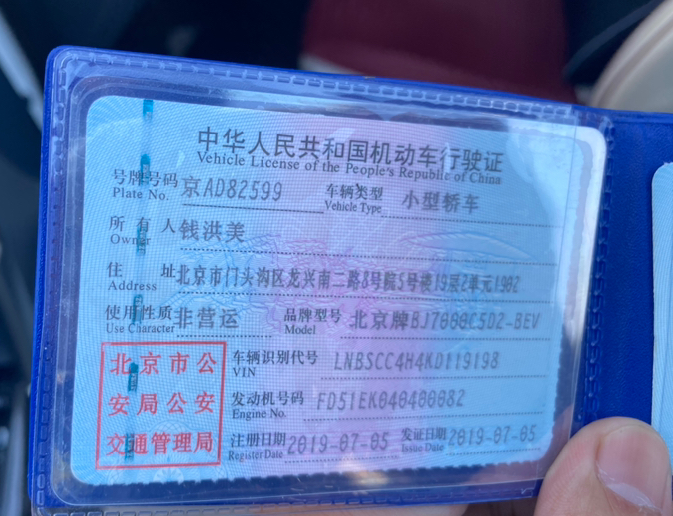 中华人民共和国机动车行驶证
Vehicle License of the People's Republic of China
号牌号码 京AD82599 车辆类型 小型轿车
Plate No. Vehicle Type
所有人 钱洪美
Owner
住址 北京市门头沟区龙兴南二路8号院5号楼19层2单元1902
Address
使用性质 非营运 品牌型号 北京牌BJ7000C5D2-BEV
Use Character Model
北京市公
安局公安
交通管理局
车辆识别代号 LNBSCC4H4KD119198
VIN
发动机号码 FD51EK040400082
Engine No.
注册日期 2019-07-05 发证日期 2019-07-05
Register Date Issue Date